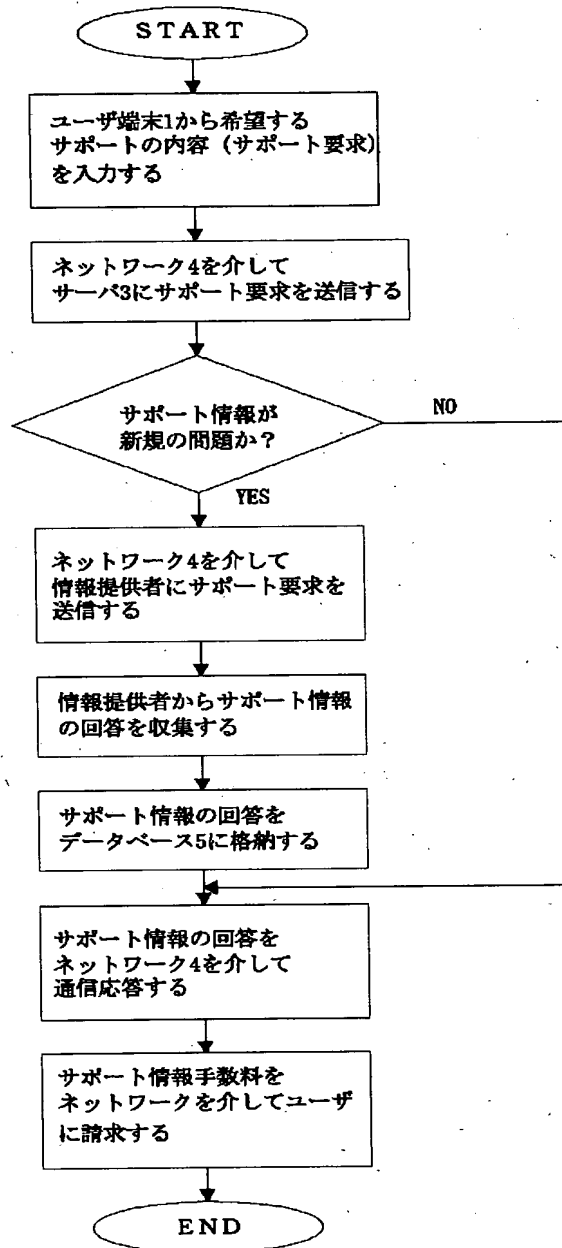 START
ユーザ端末1から希望する
サポートの内容（サポート要求）
を入力する
ネットワーク4を介して
サーバ3にサポート要求を送信する
サポート情報が
新規の問題か？
NO
YES
ネットワーク4を介して
情報提供者にサポート要求を
送信する
情報提供者からサポート情報
の回答を収集する
サポート情報の回答を
データベース5に格納する
サポート情報の回答を
ネットワーク4を介して
通信応答する
サポート情報手数料を
ネットワークを介してユーザ
に請求する
END